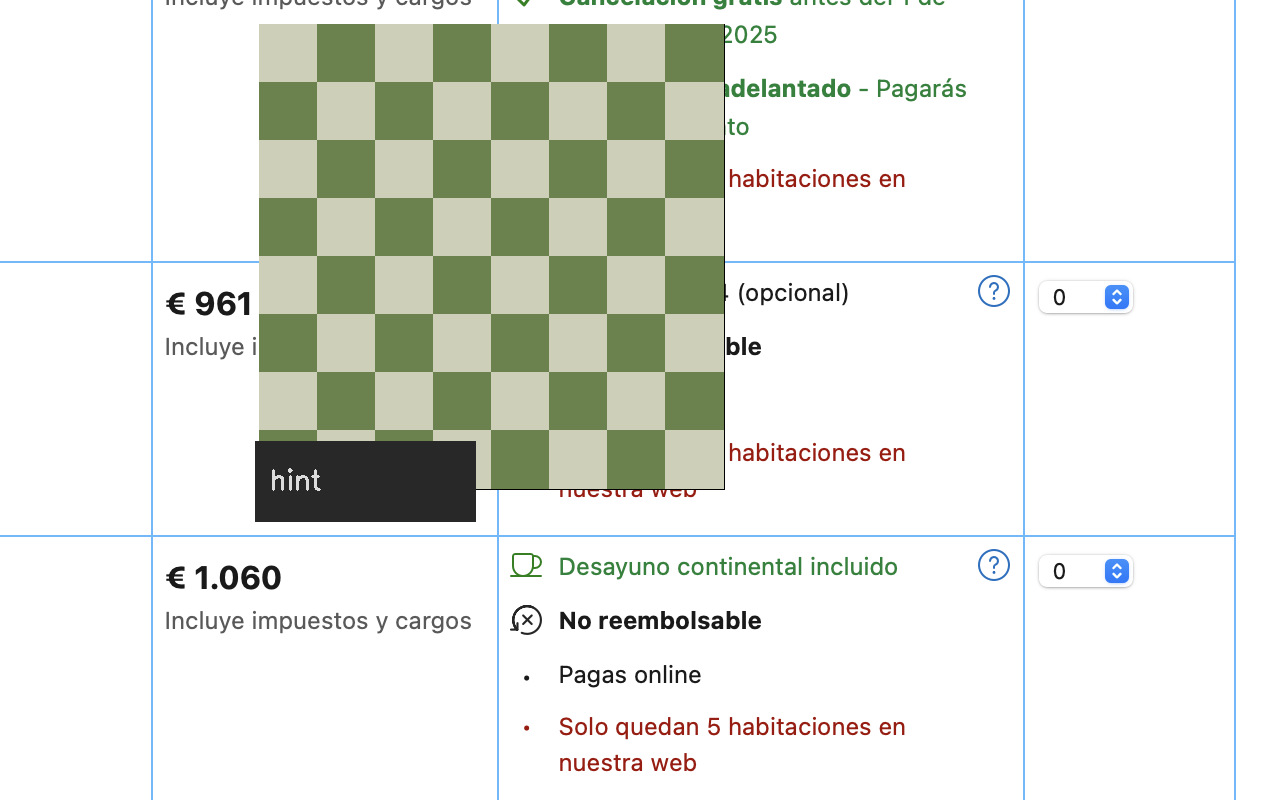 Incluye impuestos y cargos
Cancelación gratis antes del 1 de
2025
adelantado - Pagarás
habitaciones en
€ 961
Incluye
(opcional)
0
habitaciones en
nuestra web
hint
€ 1.060
Incluye impuestos y cargos
Desayuno continental incluido
0
No reembolsable
Pagas online
Solo quedan 5 habitaciones en
nuestra web